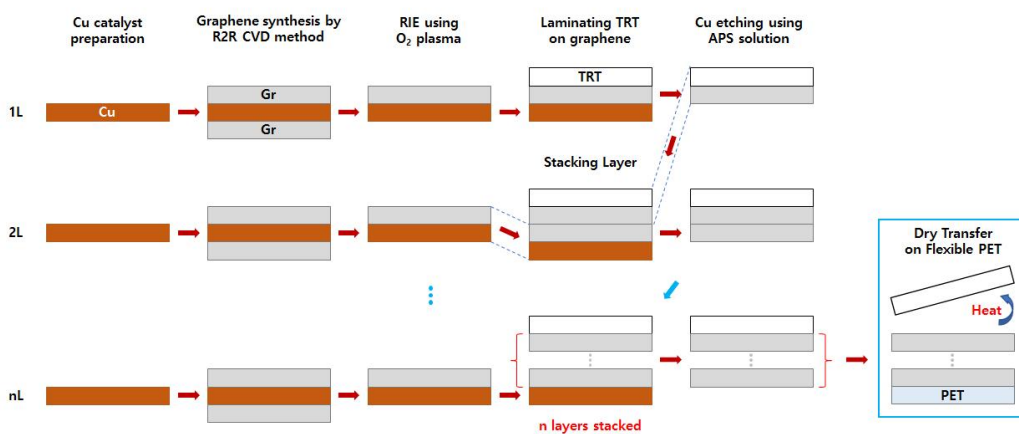 Cu catalyst
preparation
Graphene synthesis by
R2R CVD method
RIE using
O₂ plasma
Laminating TRT
on graphene
Cu etching using
APS solution
1L
Cu
Gr
Gr
TRT
Stacking Layer
2L
Dry Transfer
on Flexible PET
Heat
nL
PET
n layers stacked